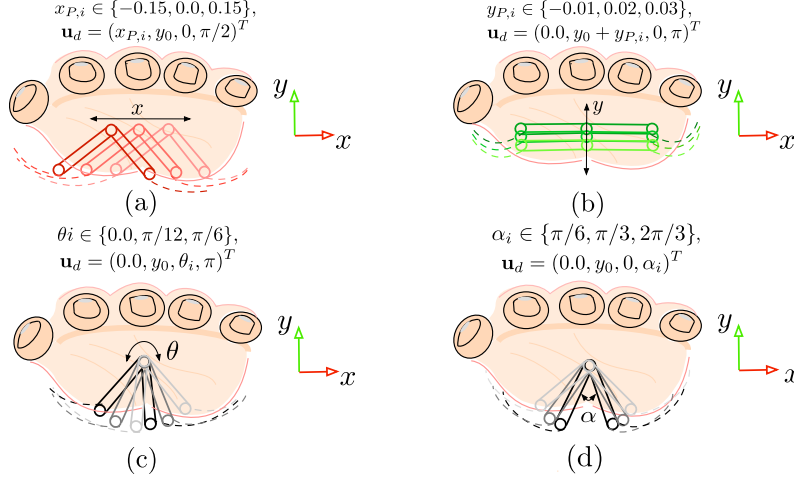 x_{P,i} ∈ {−0.15, 0.0, 0.15},
u_d = (x_{P,i}, y_0, 0, π/2)^T
x
y
x
(a)
y_{P,i} ∈ {−0.01, 0.02, 0.03},
u_d = (0.0, y_0 + y_{P,i}, 0, π)^T
y
y
x
(b)
θi ∈ {0.0, π/12, π/6},
u_d = (0.0, y_0, θ_i, π)^T
θ
y
x
(c)
α_i ∈ {π/6, π/3, 2π/3},
u_d = (0.0, y_0, 0, α_i)^T
α
y
x
(d)